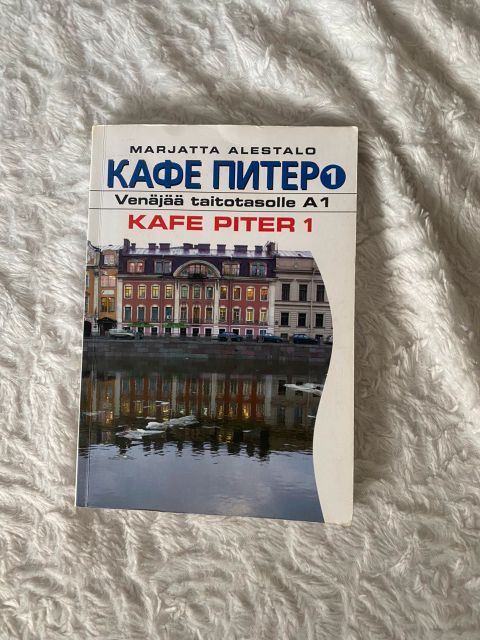 MARJATTA ALESTALO
КАФЕ ПИТЕР 1
Venäjää taitotasolle A1
KAFE PITER 1